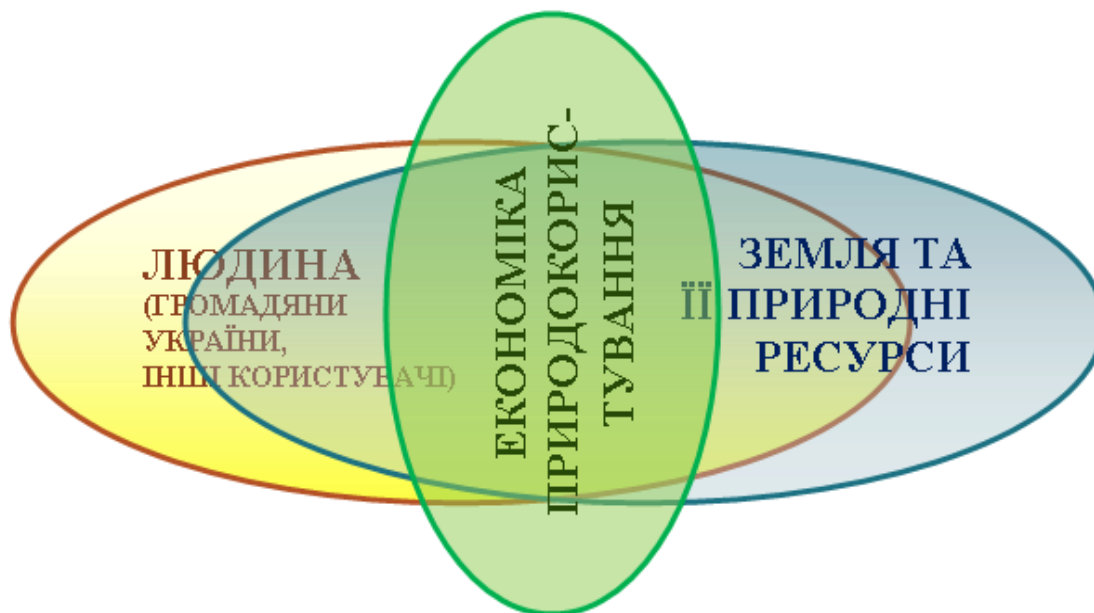 ЛЮДИНА
(ГРОМАДЯНИ
УКРАЇНИ,
ІНШІ КОРИСТУВАЧІ)
ЕКОНОМІКА
ПРИРОДОКОРИС-
ТУВАННЯ
ЗЕМЛЯ ТА
ЇЇ ПРИРОДНІ
РЕСУРСИ